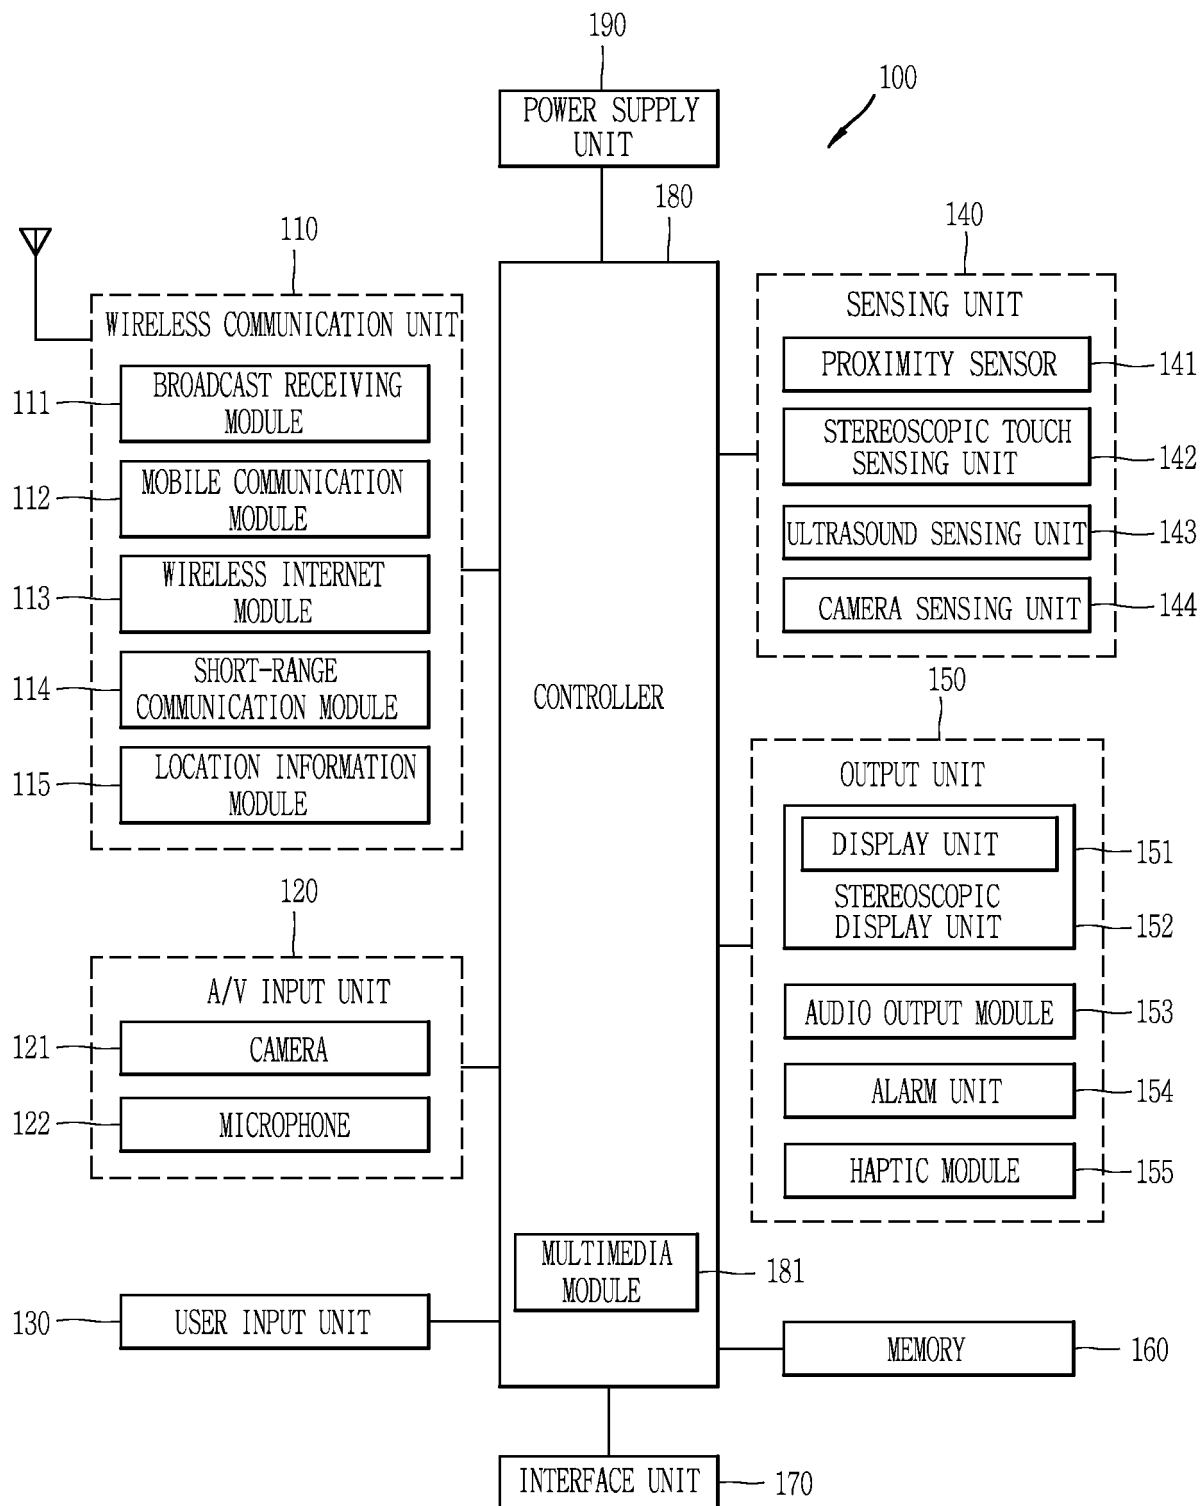 190
POWER SUPPLY
UNIT
100
180
CONTROLLER
MULTIMEDIA
MODULE
181
110
WIRELESS COMMUNICATION UNIT
111
BROADCAST RECEIVING
MODULE
112
MOBILE COMMUNICATION
MODULE
113
WIRELESS INTERNET
MODULE
114
SHORT-RANGE
COMMUNICATION MODULE
115
LOCATION INFORMATION
MODULE
120
A/V INPUT UNIT
121
CAMERA
122
MICROPHONE
130
USER INPUT UNIT
140
SENSING UNIT
PROXIMITY SENSOR
141
STEREOSCOPIC TOUCH
SENSING UNIT
142
ULTRASOUND SENSING UNIT
143
CAMERA SENSING UNIT
144
150
OUTPUT UNIT
DISPLAY UNIT
151
STEREOSCOPIC
DISPLAY UNIT
152
AUDIO OUTPUT MODULE
153
ALARM UNIT
154
HAPTIC MODULE
155
MEMORY
160
INTERFACE UNIT
170